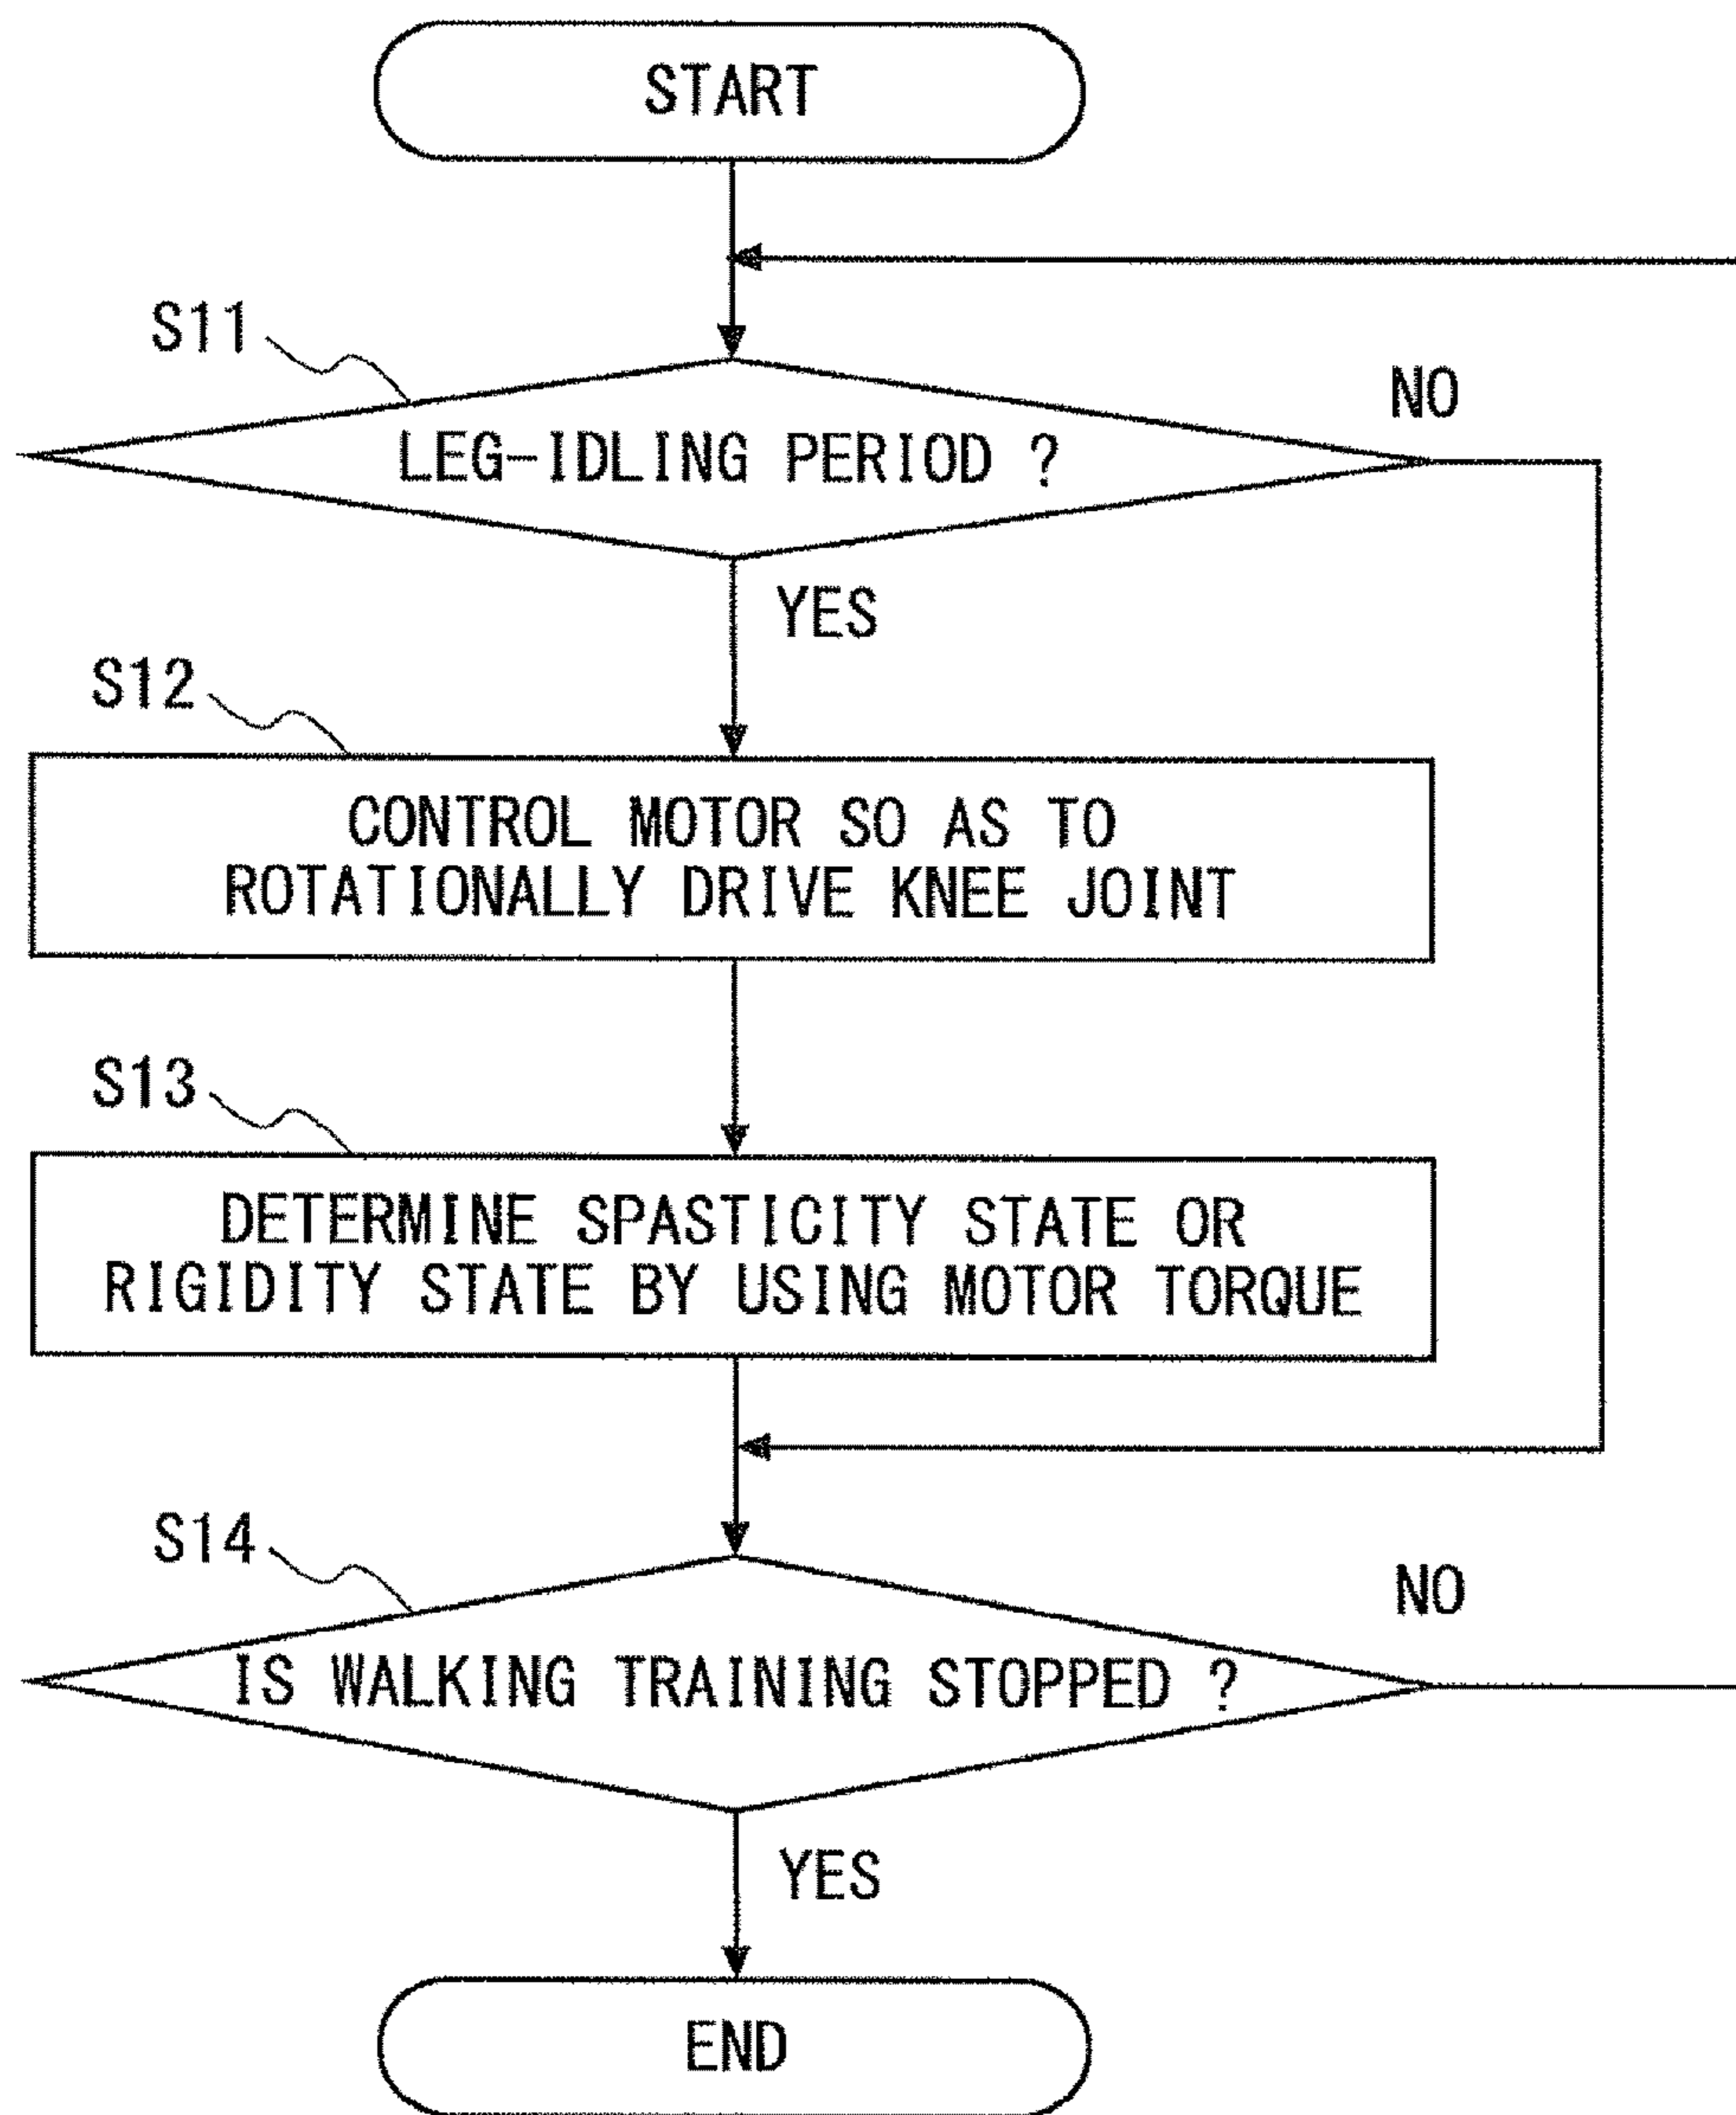 START
S11
NO
LEG-IDLING PERIOD ?
YES
S12
CONTROL MOTOR SO AS TO
ROTATIONALLY DRIVE KNEE JOINT
S13
DETERMINE SPASTICITY STATE OR
RIGIDITY STATE BY USING MOTOR TORQUE
S14
NO
IS WALKING TRAINING STOPPED ?
YES
END